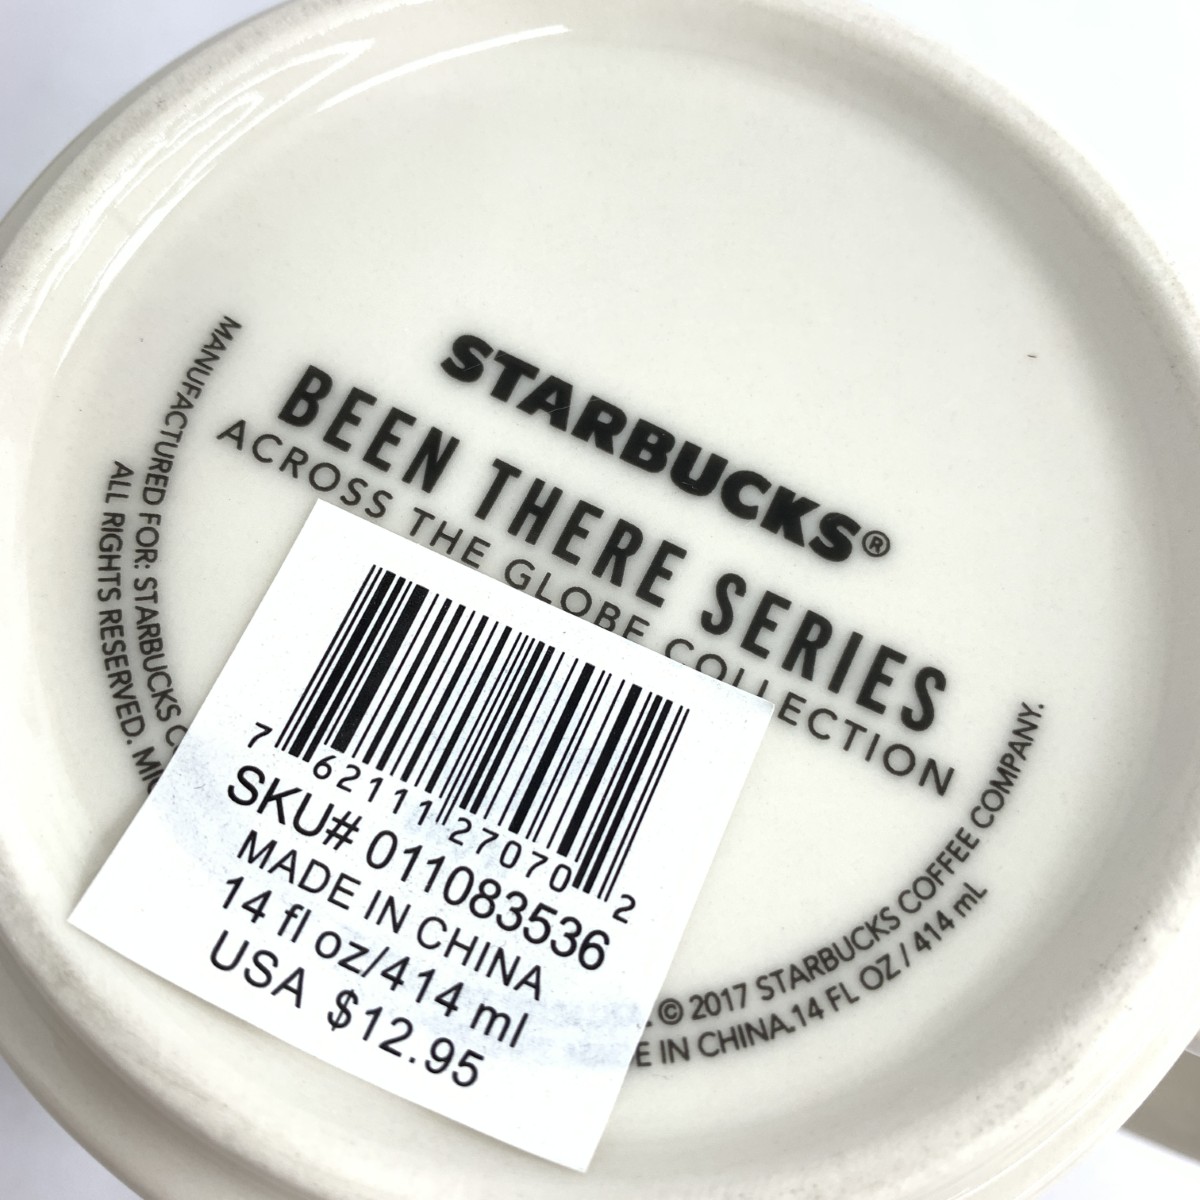 STARBUCKS®
BEEN THERE SERIES
ACROSS THE GLOBE COLLECTION
MANUFACTURED FOR: STARBUCKS
© 2017 STARBUCKS COFFEE COMPANY.
ALL RIGHTS RESERVED.
IN CHINA. 14 FL OZ / 414 mL
7 62111 27070 2
SKU# 011083536
MADE IN CHINA
14 fl oz/414 ml
USA $12.95